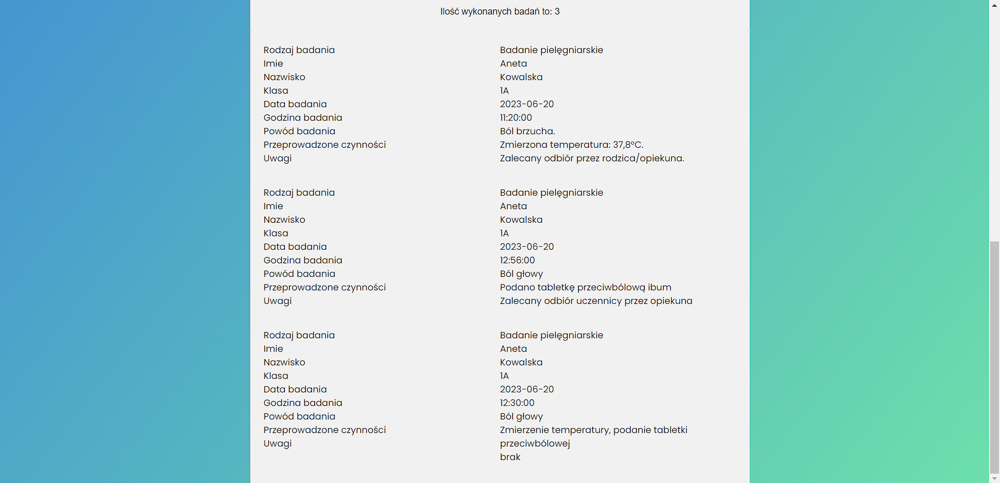 Ilość wykonanych badań to: 3
Rodzaj badania Badanie pielęgniarskie
Imie Aneta
Nazwisko Kowalska
Klasa 1A
Data badania 2023-06-20
Godzina badania 11:20:00
Powód badania Ból brzucha.
Przeprowadzone czynności Zmierzona temperatura: 37,8°C.
Uwagi Zalecany odbiór przez rodzica/opiekuna.
Rodzaj badania Badanie pielęgniarskie
Imie Aneta
Nazwisko Kowalska
Klasa 1A
Data badania 2023-06-20
Godzina badania 12:56:00
Powód badania Ból głowy
Przeprowadzone czynności Podano tabletkę przeciwbólową ibum
Uwagi Zalecany odbiór uczennicy przez opiekuna
Rodzaj badania Badanie pielęgniarskie
Imie Aneta
Nazwisko Kowalska
Klasa 1A
Data badania 2023-06-20
Godzina badania 12:30:00
Powód badania Ból głowy
Przeprowadzone czynności Zmierzenie temperatury, podanie tabletki
Uwagi przeciwbólowej
brak